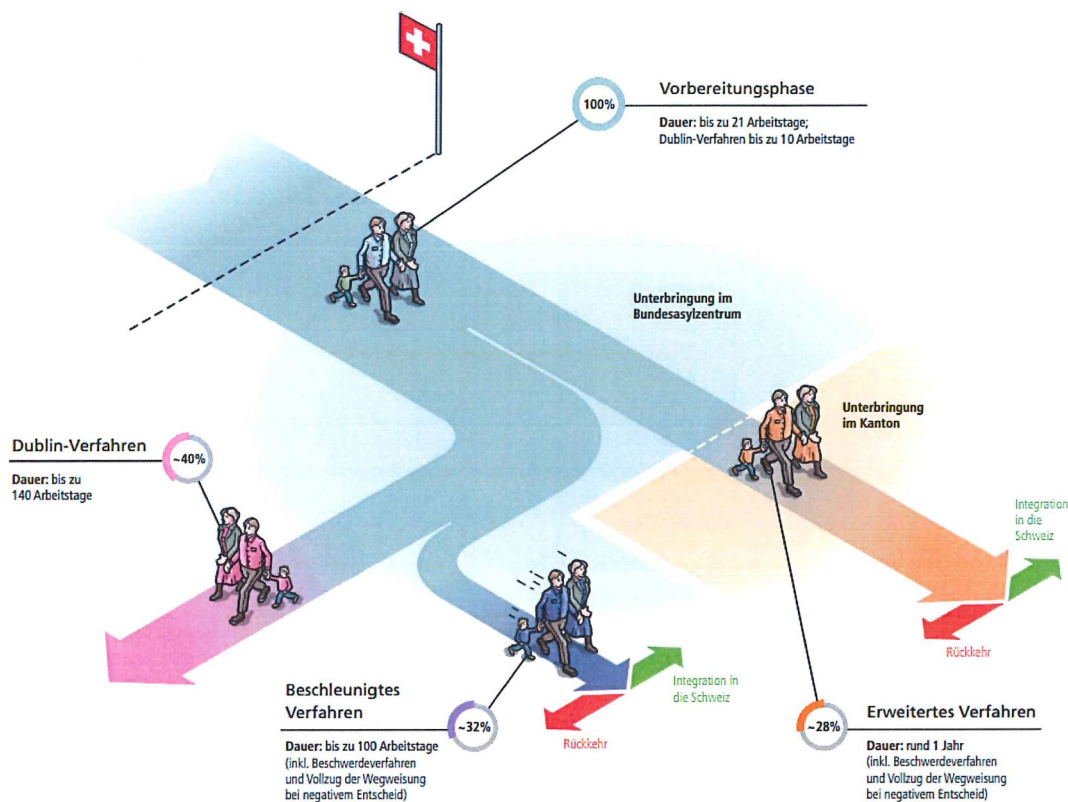 100%
Vorbereitungsphase
Dauer: bis zu 21 Arbeitstage;
Dublin-Verfahren bis zu 10 Arbeitstage
Unterbringung im
Bundesasylzentrum
Unterbringung
im Kanton
Dublin-Verfahren
~40%
Dauer: bis zu
140 Arbeitstage
Integration
in die
Schweiz
Rückkehr
Integration in
die Schweiz
Rückkehr
Beschleunigtes
Verfahren
~32%
Dauer: bis zu 100 Arbeitstage
(inkl. Beschwerdeverfahren
und Vollzug der Wegweisung
bei negativem Entscheid)
~28%
Erweitertes Verfahren
Dauer: rund 1 Jahr
(inkl. Beschwerdeverfahren
und Vollzug der Wegweisung
bei negativem Entscheid)